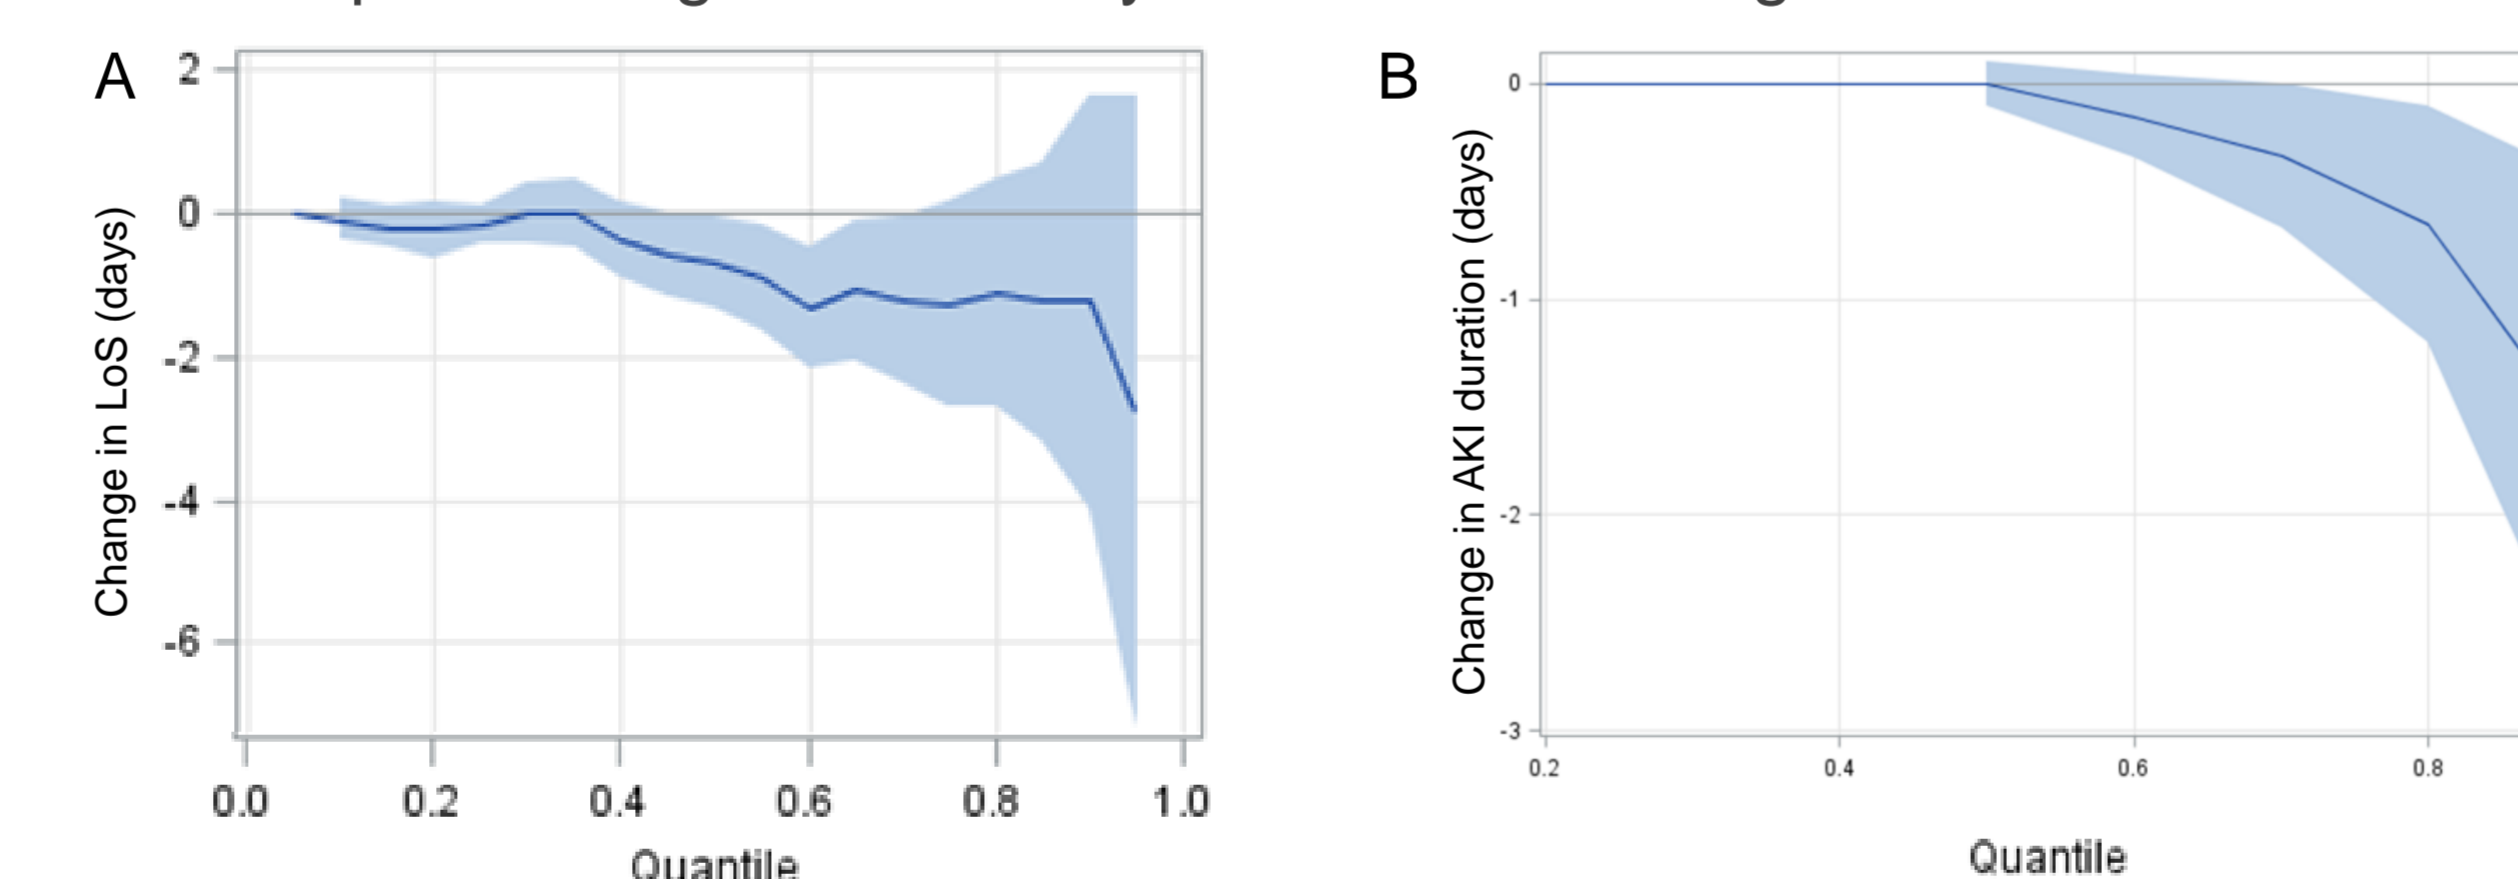 A
2
0
-2
-4
-6
Change in LoS (days)
0.0 0.2 0.4 0.6 0.8 1.0
Quantile
B
0
-1
-2
-3
Change in AKI duration (days)
0.2 0.4 0.6 0.8
Quantile